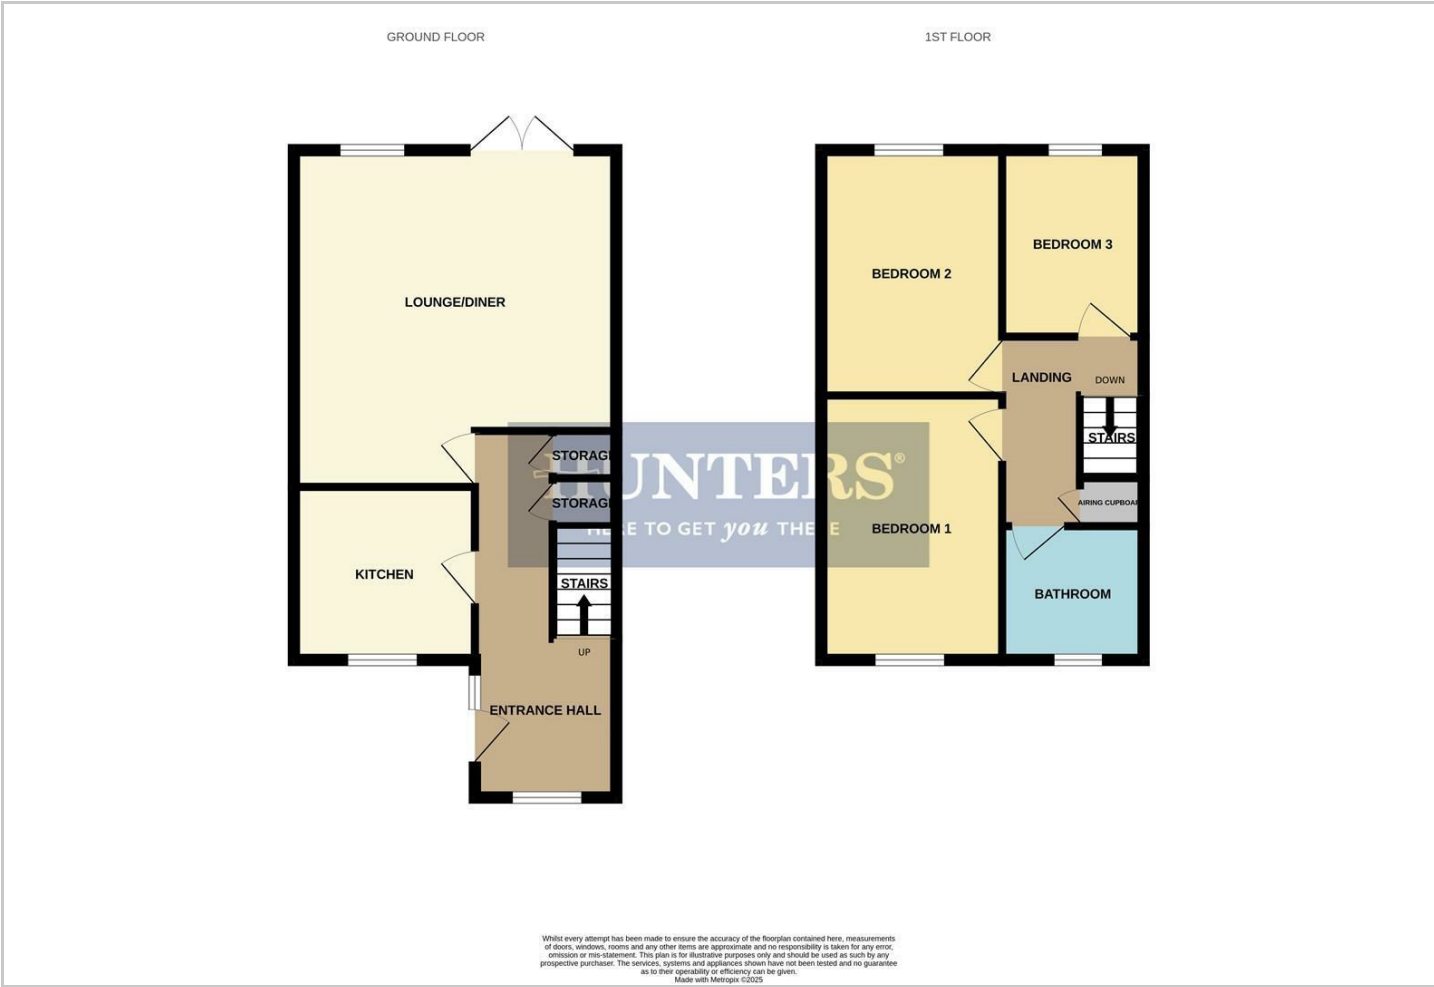 GROUND FLOOR
1ST FLOOR
LOUNGE/DINER
STORAGE
STORAGE
KITCHEN
STAIRS
UP
ENTRANCE HALL
BEDROOM 2
BEDROOM 3
LANDING
DOWN
STAIRS
AIRING CUPBOAR
BEDROOM 1
BATHROOM
HUNTERS®
HERE TO GET you THERE
Whilst every attempt has been made to ensure the accuracy of the floorplan contained here, measurements
of doors, windows, rooms and any other items are approximate and no responsibility is taken for any error,
omission or mis-statement. This plan is for illustrative purposes only and should be used as such by any
prospective purchaser. The services, systems and appliances shown have not been tested and no guarantee
as to their operability or efficiency can be given.
Made with Metropix ©2025